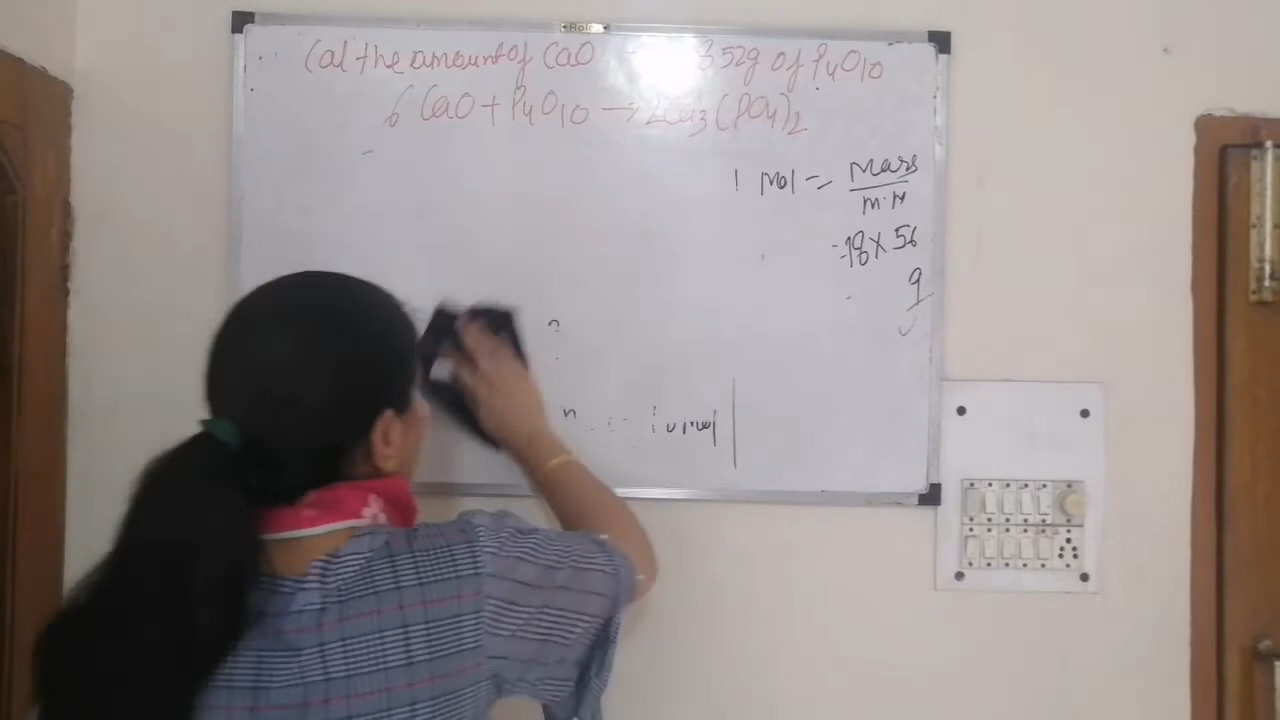 Cal the amount of CaO 352g of P4O10
6 CaO + P4O10 → 2Ca3(PO4)2
1 Mol = Mass
M.M
= 18 X 56
9
?